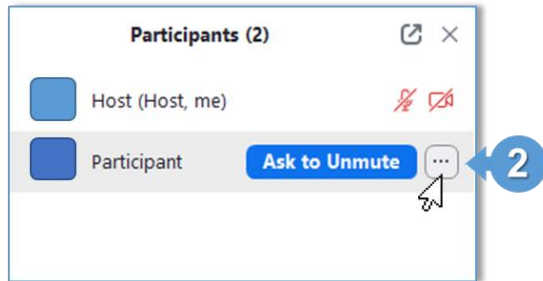 Participants (2)
Host (Host, me)
Participant Ask to Unmute ... 2